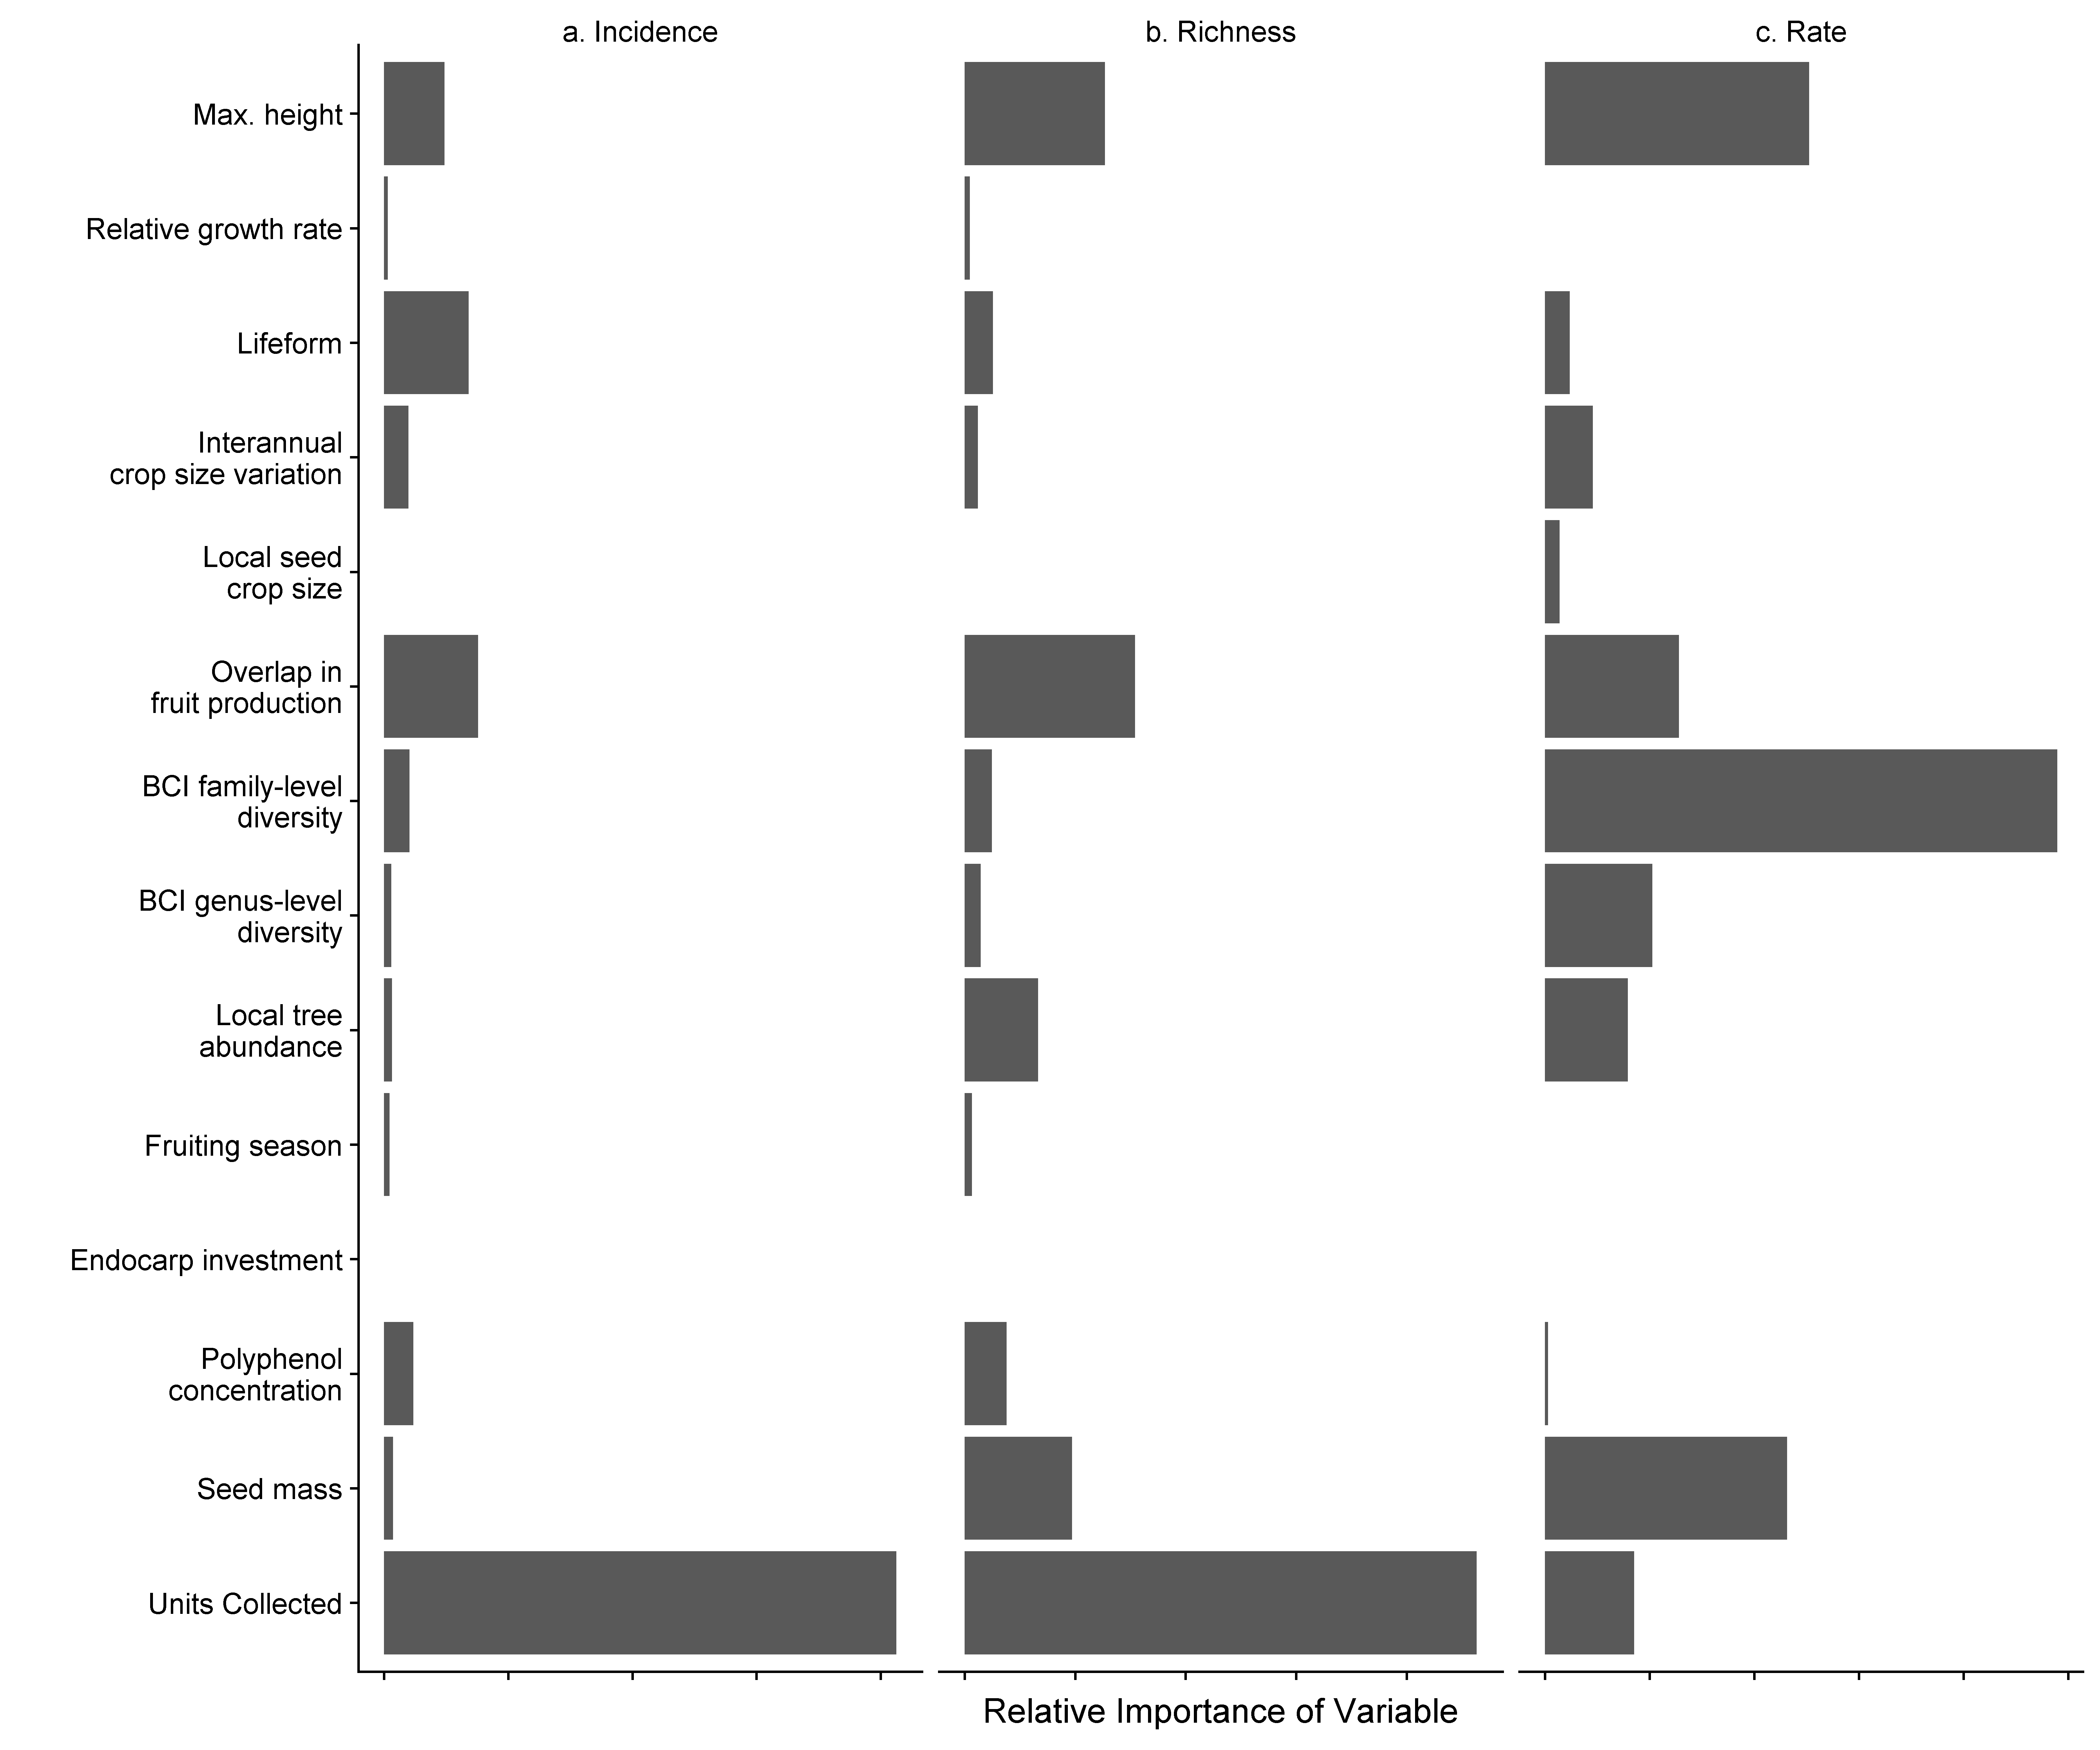 a. Incidence
b. Richness
c. Rate
Max. height
Relative growth rate
Lifeform
Interannual
crop size variation
Local seed
crop size
Overlap in
fruit production
BCI family-level
diversity
BCI genus-level
diversity
Local tree
abundance
Fruiting season
Endocarp investment
Polyphenol
concentration
Seed mass
Units Collected
Relative Importance of Variable